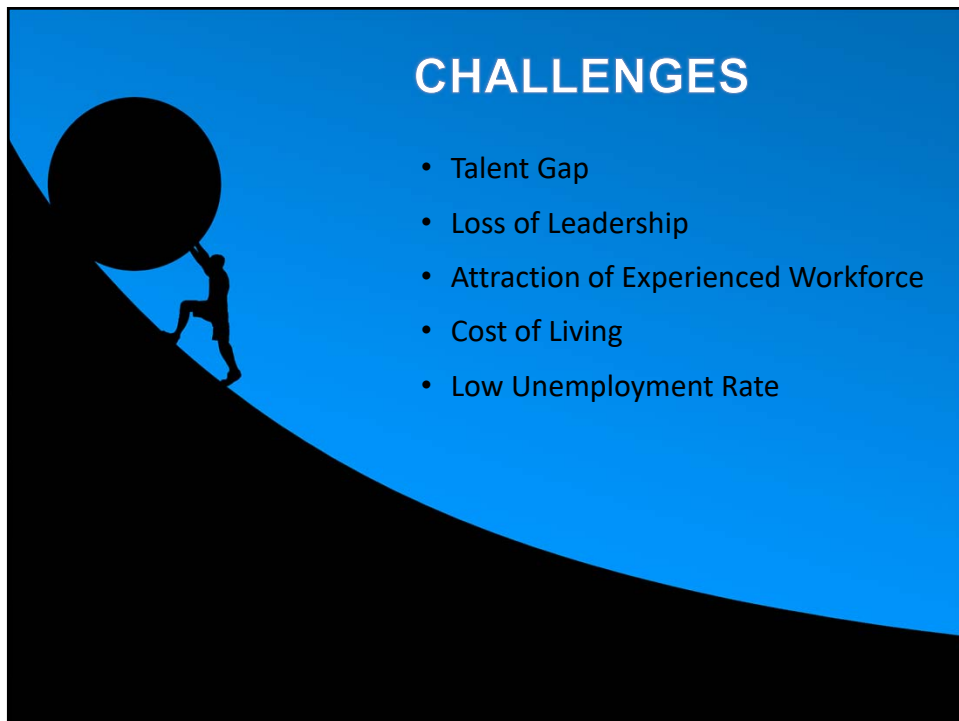 CHALLENGES
• Talent Gap
• Loss of Leadership
• Attraction of Experienced Workforce
• Cost of Living
• Low Unemployment Rate